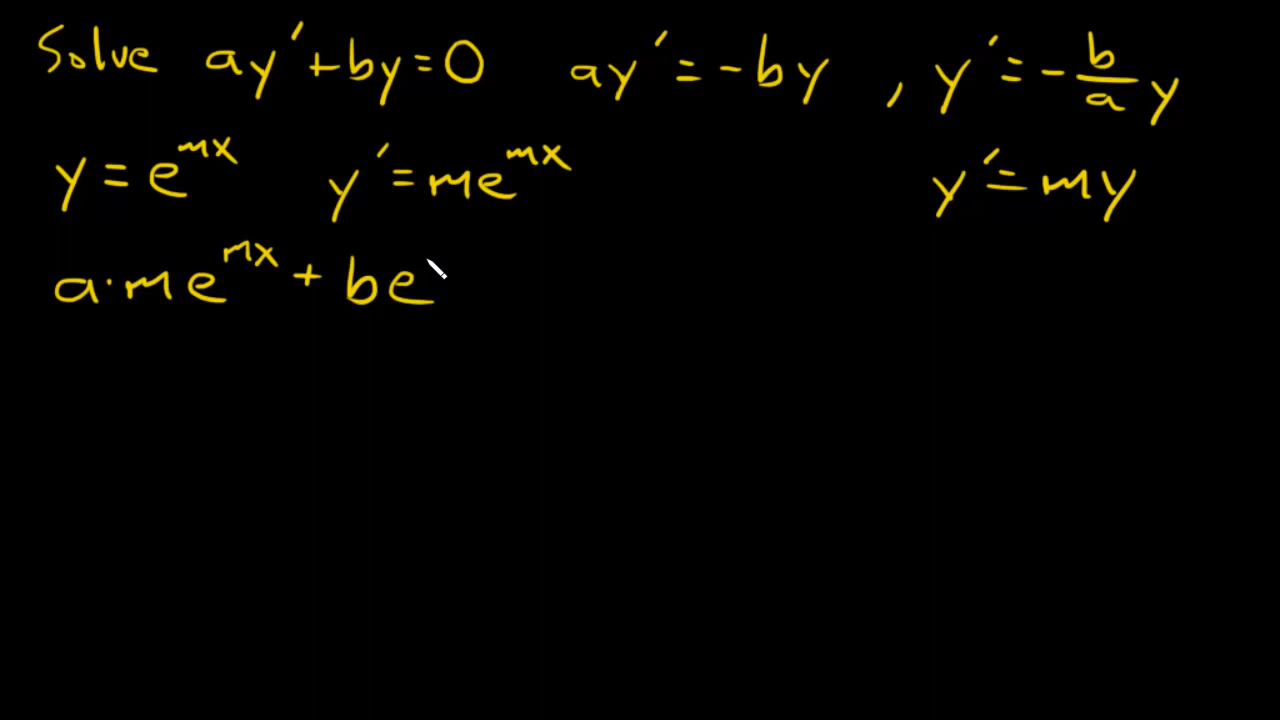 Solve ay′ + by = 0 ay′ = -by , y′ = -b/a y
y = e^mx y′ = me^mx y′ = my
a·me^mx + be